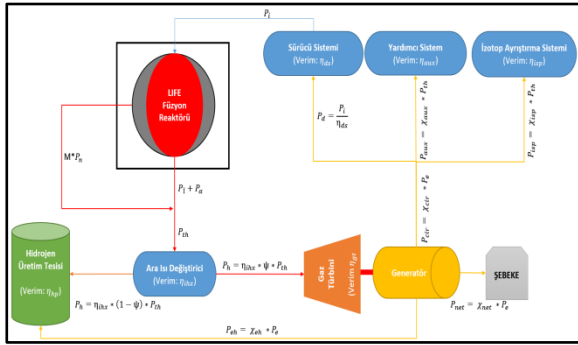 P_i
Sürücü Sistemi
(Verim: η_ds)
Yardımcı Sistem
(Verim: η_aux)
İzotop Ayrıştırma Sistemi
(Verim: η_isp)
LIFE
Füzyon
Reaktörü
P_d = P_i / η_ds
P_aux = χ_aux * P_th
P_isp = χ_isp * P_th
M*P_n
P_i + P_a
P_cir = χ_cir * P_e
P_th
Hidrojen
Üretim Tesisi
(Verim: η_hp)
Ara Isı Değiştirici
(Verim: η_ihx)
P_h = η_ihx * ψ * P_th
Gaz
Türbini
(Verim η_gt)
Generatör
ŞEBEKE
P_h = η_ihx * (1 − ψ) * P_th
P_net = χ_net * P_e
P_eh = χ_eh * P_e